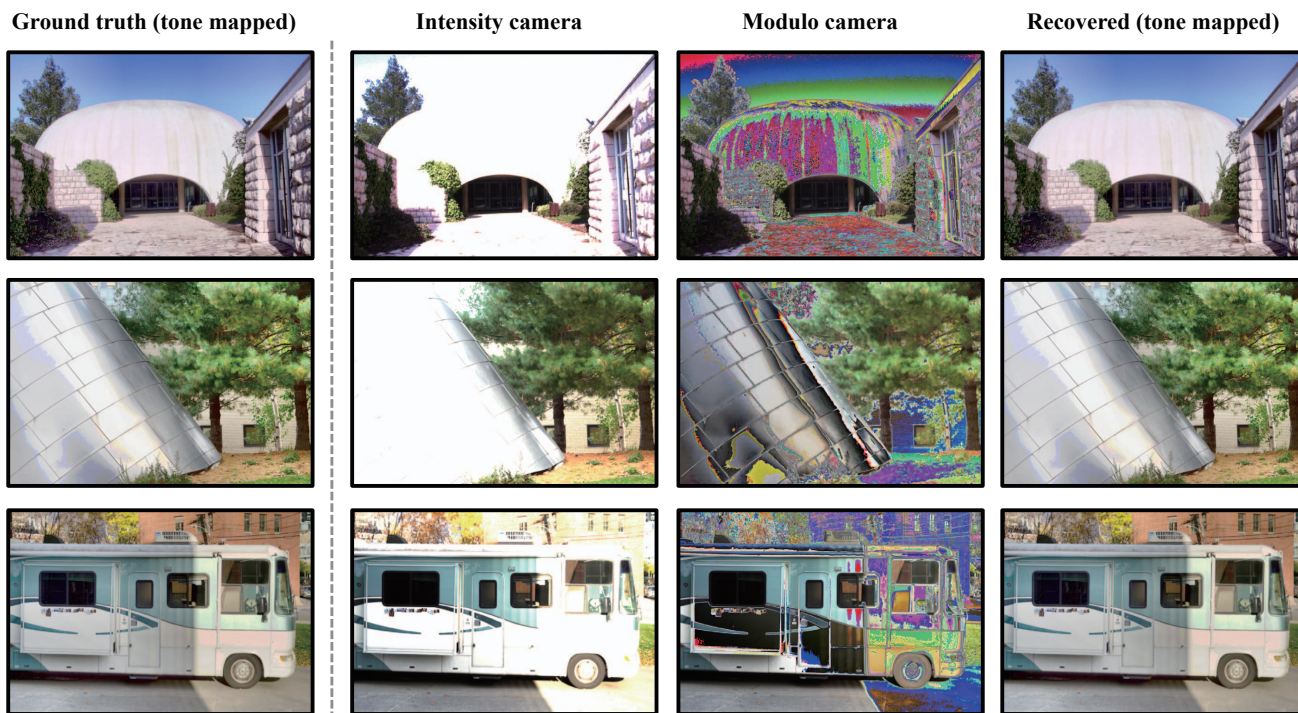 Ground truth (tone mapped)
Intensity camera
Modulo camera
Recovered (tone mapped)